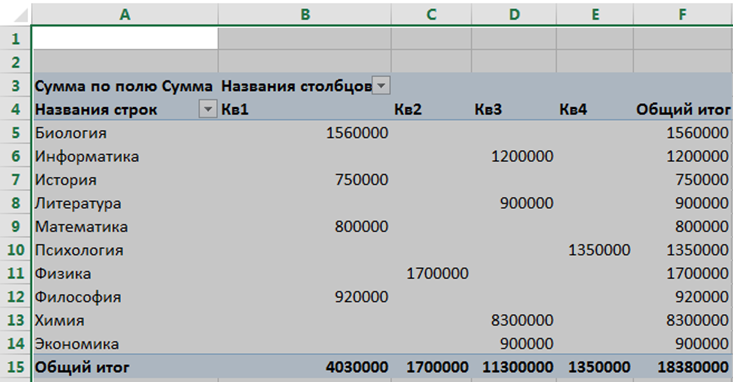 A B C D E F
1
2
3 Сумма по полю Сумма Названия столбцов
4 Названия строк Кв1 Кв2 Кв3 Кв4 Общий итог
5 Биология 1560000 1560000
6 Информатика 1200000 1200000
7 История 750000 750000
8 Литература 900000 900000
9 Математика 800000 800000
10 Психология 1350000 1350000
11 Физика 1700000 1700000
12 Философия 920000 920000
13 Химия 8300000 8300000
14 Экономика 900000 900000
15 Общий итог 4030000 1700000 11300000 1350000 18380000